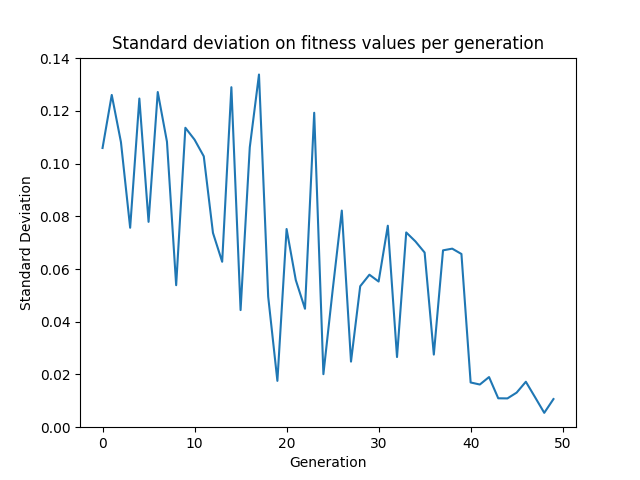 Standard deviation on fitness values per generation
0.14
0.12
0.10
0.08
0.06
0.04
0.02
0.00
Standard Deviation
0 10 20 30 40 50
Generation